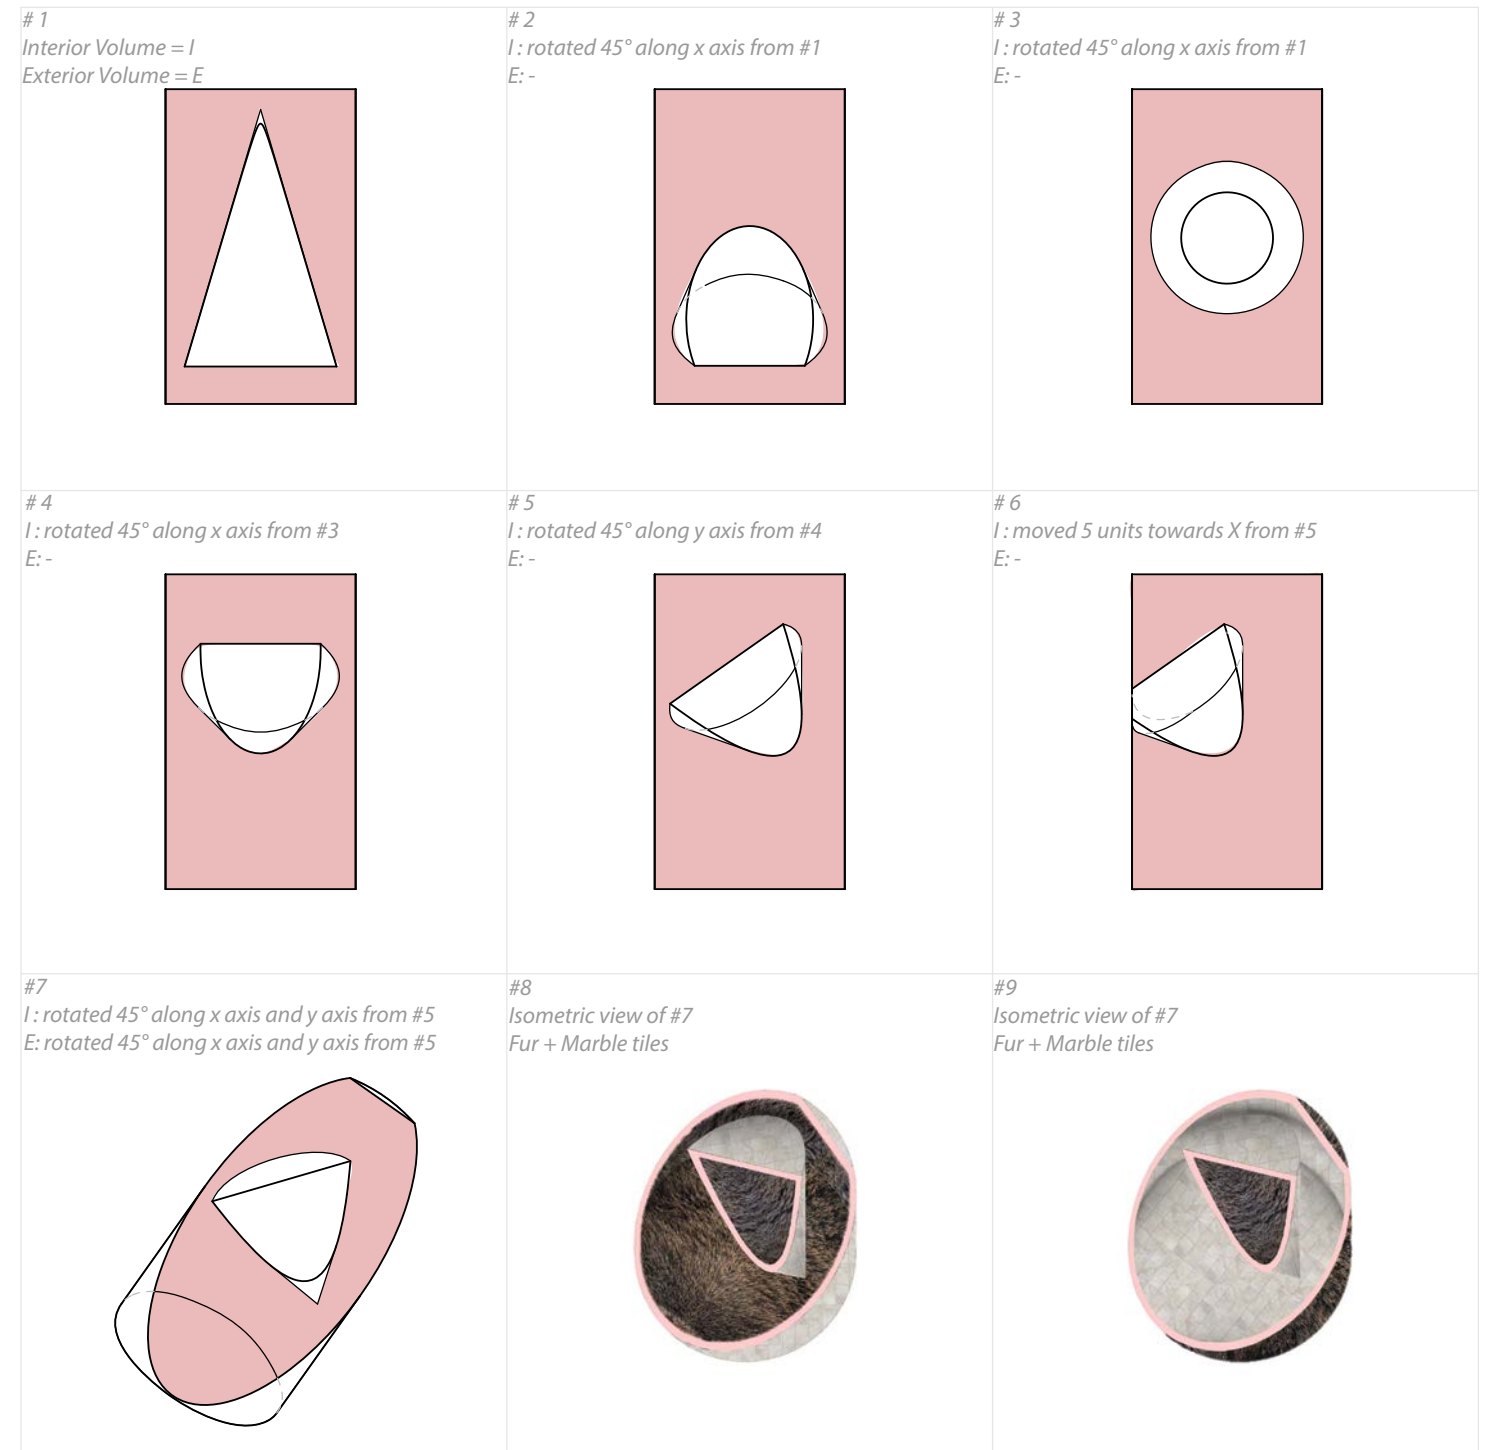 # 1
Interior Volume = I
Exterior Volume = E
# 2
I : rotated 45° along x axis from #1
E: -
# 3
I : rotated 45° along x axis from #1
E: -
# 4
I : rotated 45° along x axis from #3
E: -
# 5
I : rotated 45° along y axis from #4
E: -
# 6
I : moved 5 units towards X from #5
E: -
#7
I : rotated 45° along x axis and y axis from #5
E: rotated 45° along x axis and y axis from #5
#8
Isometric view of #7
Fur + Marble tiles
#9
Isometric view of #7
Fur + Marble tiles